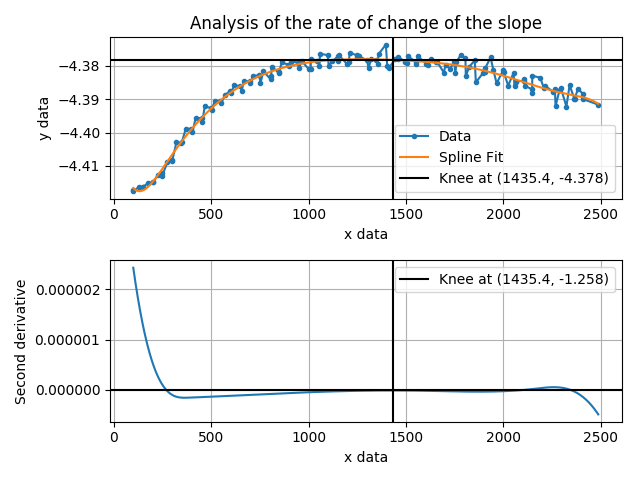 Analysis of the rate of change of the slope
y data
−4.38
−4.39
−4.40
−4.41
Data
Spline Fit
Knee at (1435.4, -4.378)
0 500 1000 1500 2000 2500
x data
Second derivative
0.000002
0.000001
0.000000
Knee at (1435.4, -1.258)
0 500 1000 1500 2000 2500
x data